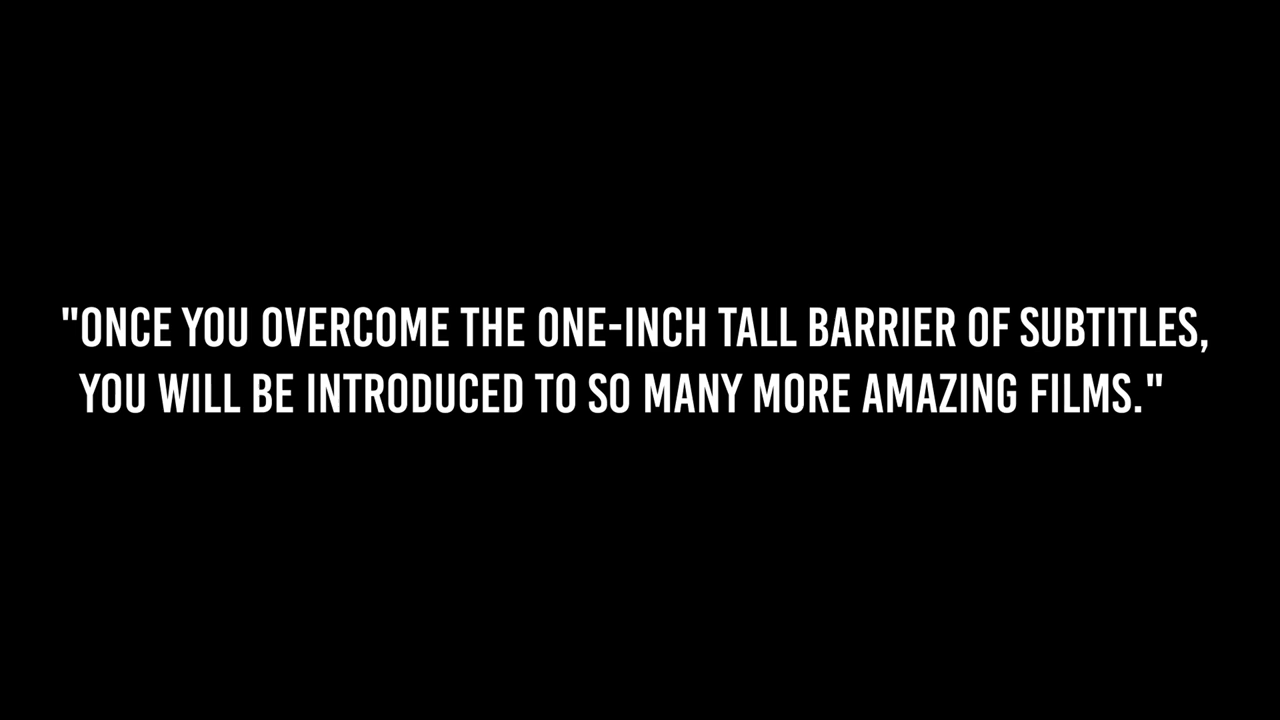 "ONCE YOU OVERCOME THE ONE-INCH TALL BARRIER OF SUBTITLES,
YOU WILL BE INTRODUCED TO SO MANY MORE AMAZING FILMS."